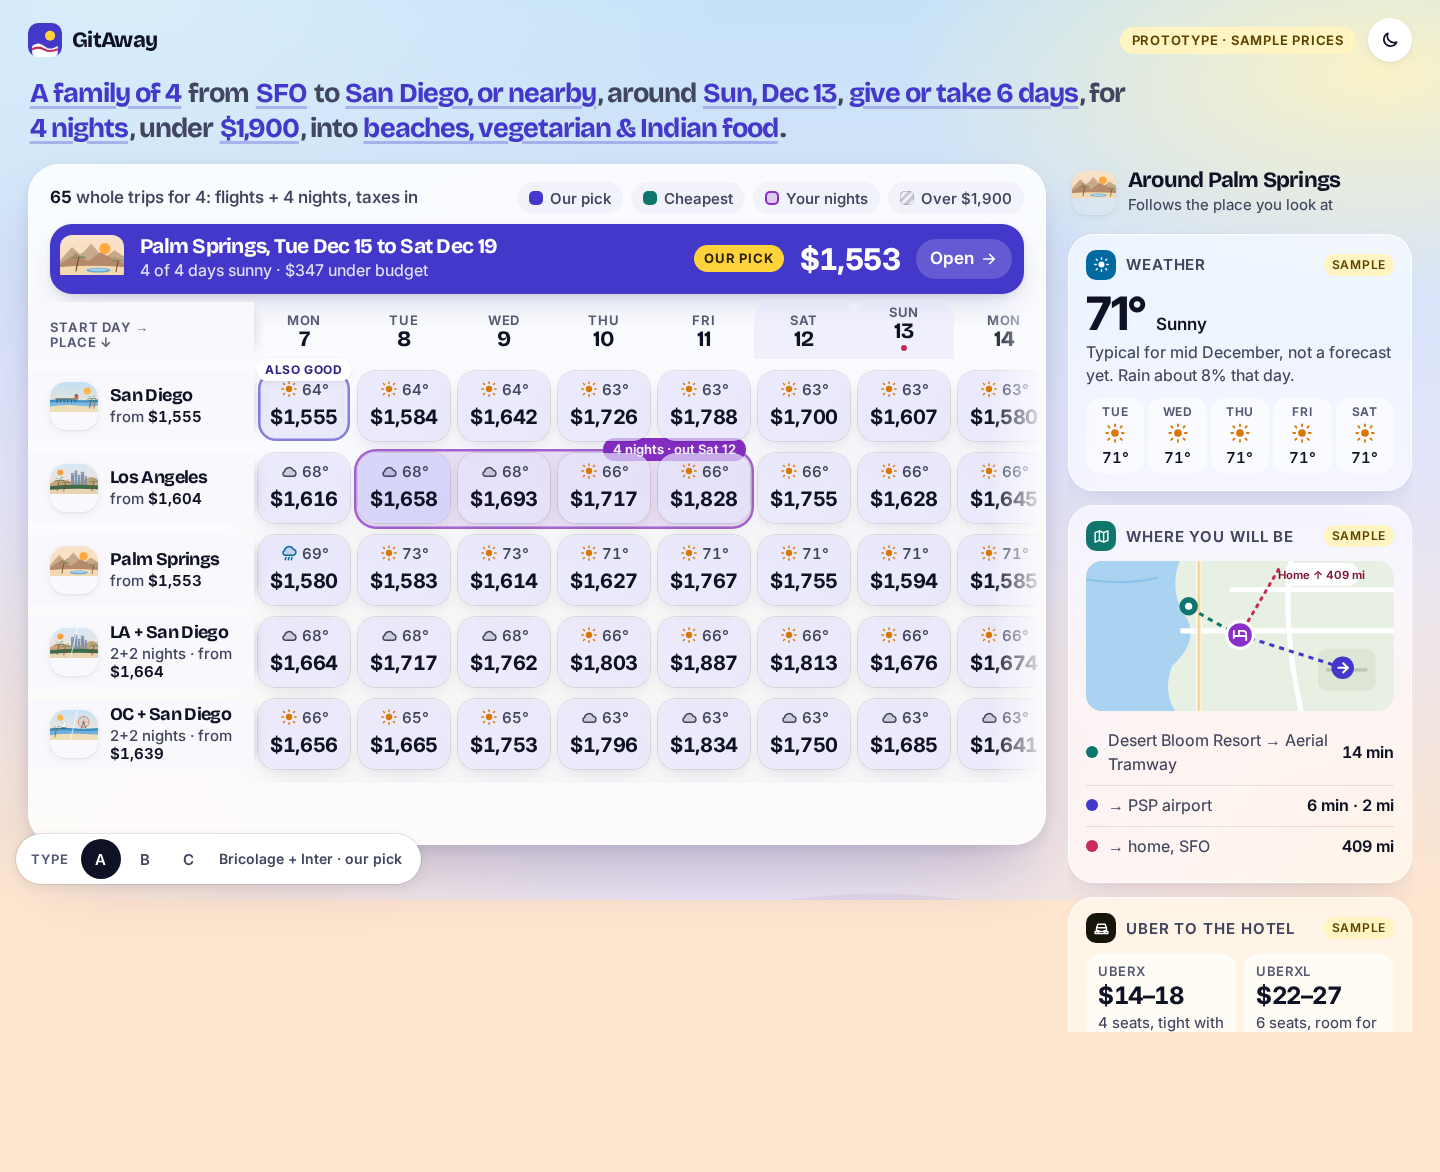 GitAway
PROTOTYPE · SAMPLE PRICES
A family of 4 from SFO to San Diego, or nearby, around Sun, Dec 13, give or take 6 days, for
4 nights, under $1,900, into beaches, vegetarian & Indian food.
65 whole trips for 4: flights + 4 nights, taxes in
Our pick
Cheapest
Your nights
Over $1,900
Palm Springs, Tue Dec 15 to Sat Dec 19
4 of 4 days sunny · $347 under budget
OUR PICK
$1,553
Open →
START DAY →
PLACE ↓
MON 7
TUE 8
WED 9
THU 10
FRI 11
SAT 12
SUN 13
MON 14
ALSO GOOD
San Diego
from $1,555
64° 64° 64° 63° 63° 63° 63° 63°
$1,555 $1,584 $1,642 $1,726 $1,788 $1,700 $1,607 $1,580
4 nights · out Sat 12
Los Angeles
from $1,604
68° 68° 68° 66° 66° 66° 66° 66°
$1,616 $1,658 $1,693 $1,717 $1,828 $1,755 $1,628 $1,645
Palm Springs
from $1,553
69° 73° 73° 71° 71° 71° 71° 71°
$1,580 $1,583 $1,614 $1,627 $1,767 $1,755 $1,594 $1,585
LA + San Diego
2+2 nights · from
$1,664
68° 68° 68° 66° 66° 66° 66° 66°
$1,664 $1,717 $1,762 $1,803 $1,887 $1,813 $1,676 $1,674
OC + San Diego
2+2 nights · from
$1,639
66° 65° 65° 63° 63° 63° 63° 63°
$1,656 $1,665 $1,753 $1,796 $1,834 $1,750 $1,685 $1,641
TYPE A B C Bricolage + Inter · our pick
Around Palm Springs
Follows the place you look at
WEATHER
SAMPLE
71° Sunny
Typical for mid December, not a forecast
yet. Rain about 8% that day.
TUE WED THU FRI SAT
71° 71° 71° 71° 71°
WHERE YOU WILL BE
SAMPLE
Home ↑ 409 mi
Desert Bloom Resort → Aerial
Tramway
14 min
→ PSP airport
6 min · 2 mi
→ home, SFO
409 mi
UBER TO THE HOTEL
SAMPLE
UBERX
$14–18
4 seats, tight with
UBERXL
$22–27
6 seats, room for